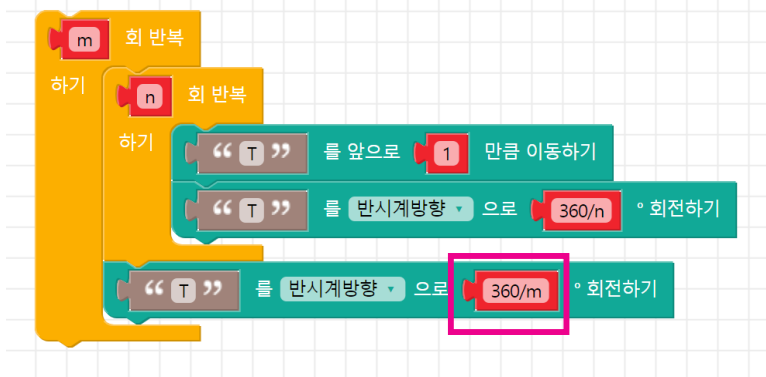 m 회 반복
하기
n 회 반복
하기
“ T ” 를 앞으로 1 만큼 이동하기
“ T ” 를 반시계방향 으로 360/n ° 회전하기
“ T ” 를 반시계방향 으로 360/m ° 회전하기